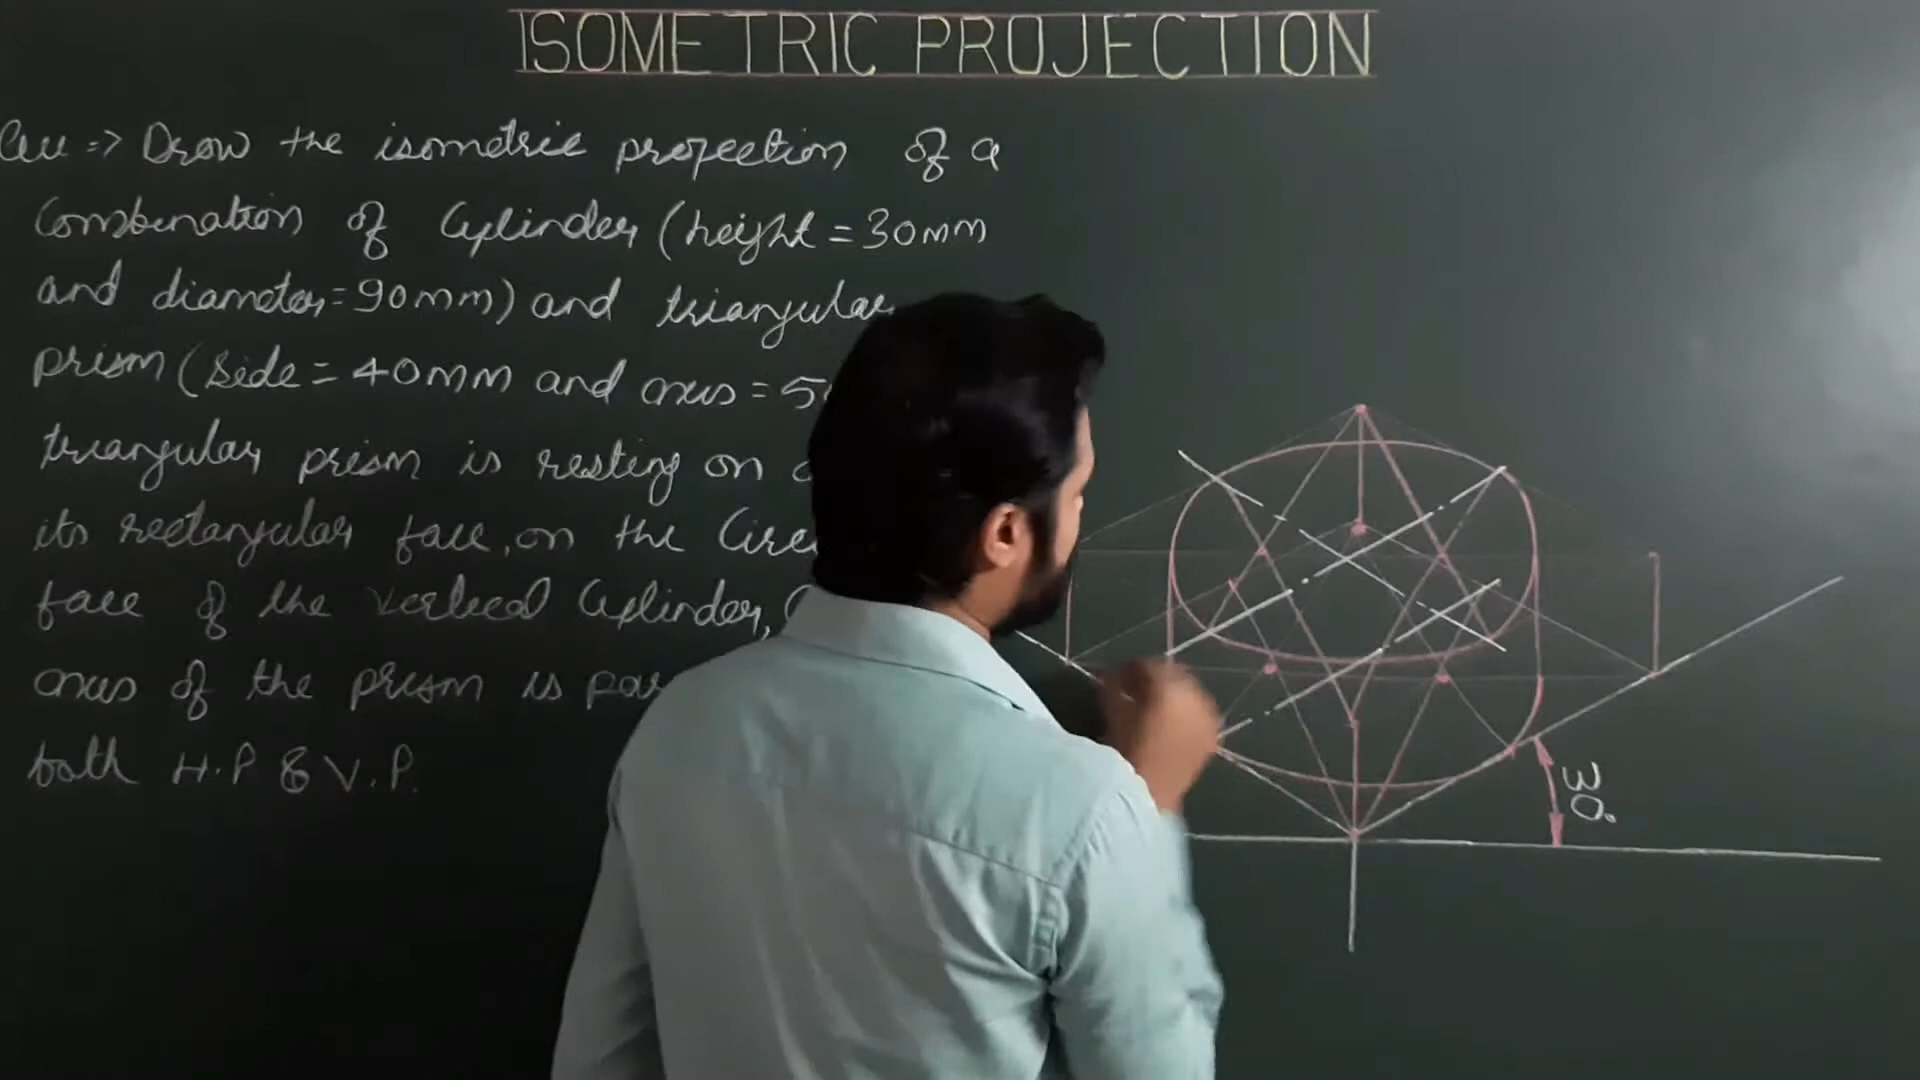 ISOMETRIC PROJECTION
=> Draw the isometric projection of a
Combination of Cylinder (height = 30mm
and diameter = 90mm) and triangular
prism (side = 40mm and axis = 5
triangular prism is resting on
its rectangular face, on the
face of the vertical Cylinder,
axis of the prism is
both H.P & V.P.
30°